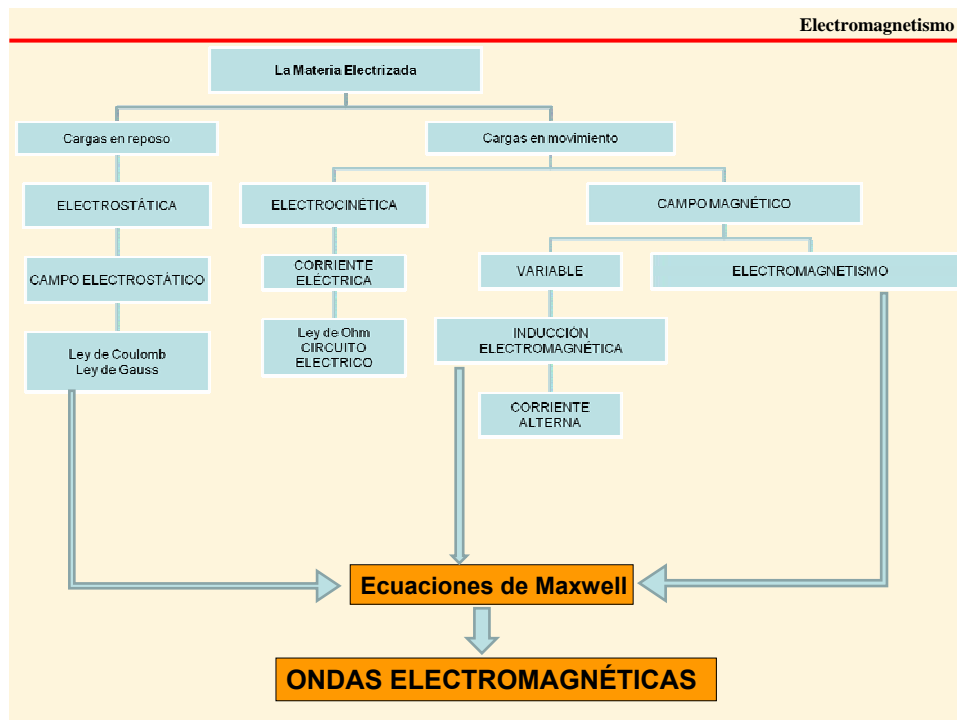 Electromagnetismo
La Materia Electrizada
Cargas en reposo
Cargas en movimiento
ELECTROSTÁTICA
ELECTROCINÉTICA
CAMPO MAGNÉTICO
CAMPO ELECTROSTÁTICO
CORRIENTE
ELÉCTRICA
VARIABLE
ELECTROMAGNETISMO
Ley de Coulomb
Ley de Gauss
Ley de Ohm
CIRCUITO
ELECTRICO
INDUCCIÓN
ELECTROMAGNÉTICA
CORRIENTE
ALTERNA
Ecuaciones de Maxwell
ONDAS ELECTROMAGNÉTICAS